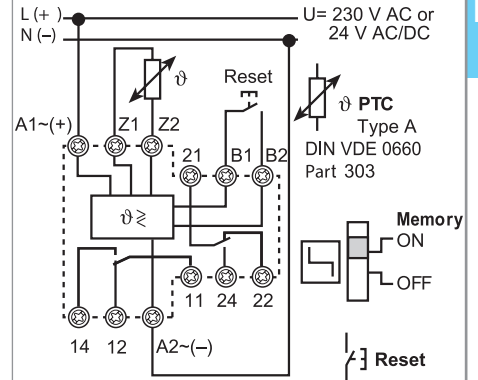 L (+)
U= 230 V AC or
N (–)
24 V AC/DC
ϑ
Reset
ϑ PTC
A1~(+)
Z1
Z2
Type A
DIN VDE 0660
21
B1
B2
Part 303
ϑ≷
Memory
ON
OFF
11
24
22
14
12
A2~(–)
Reset